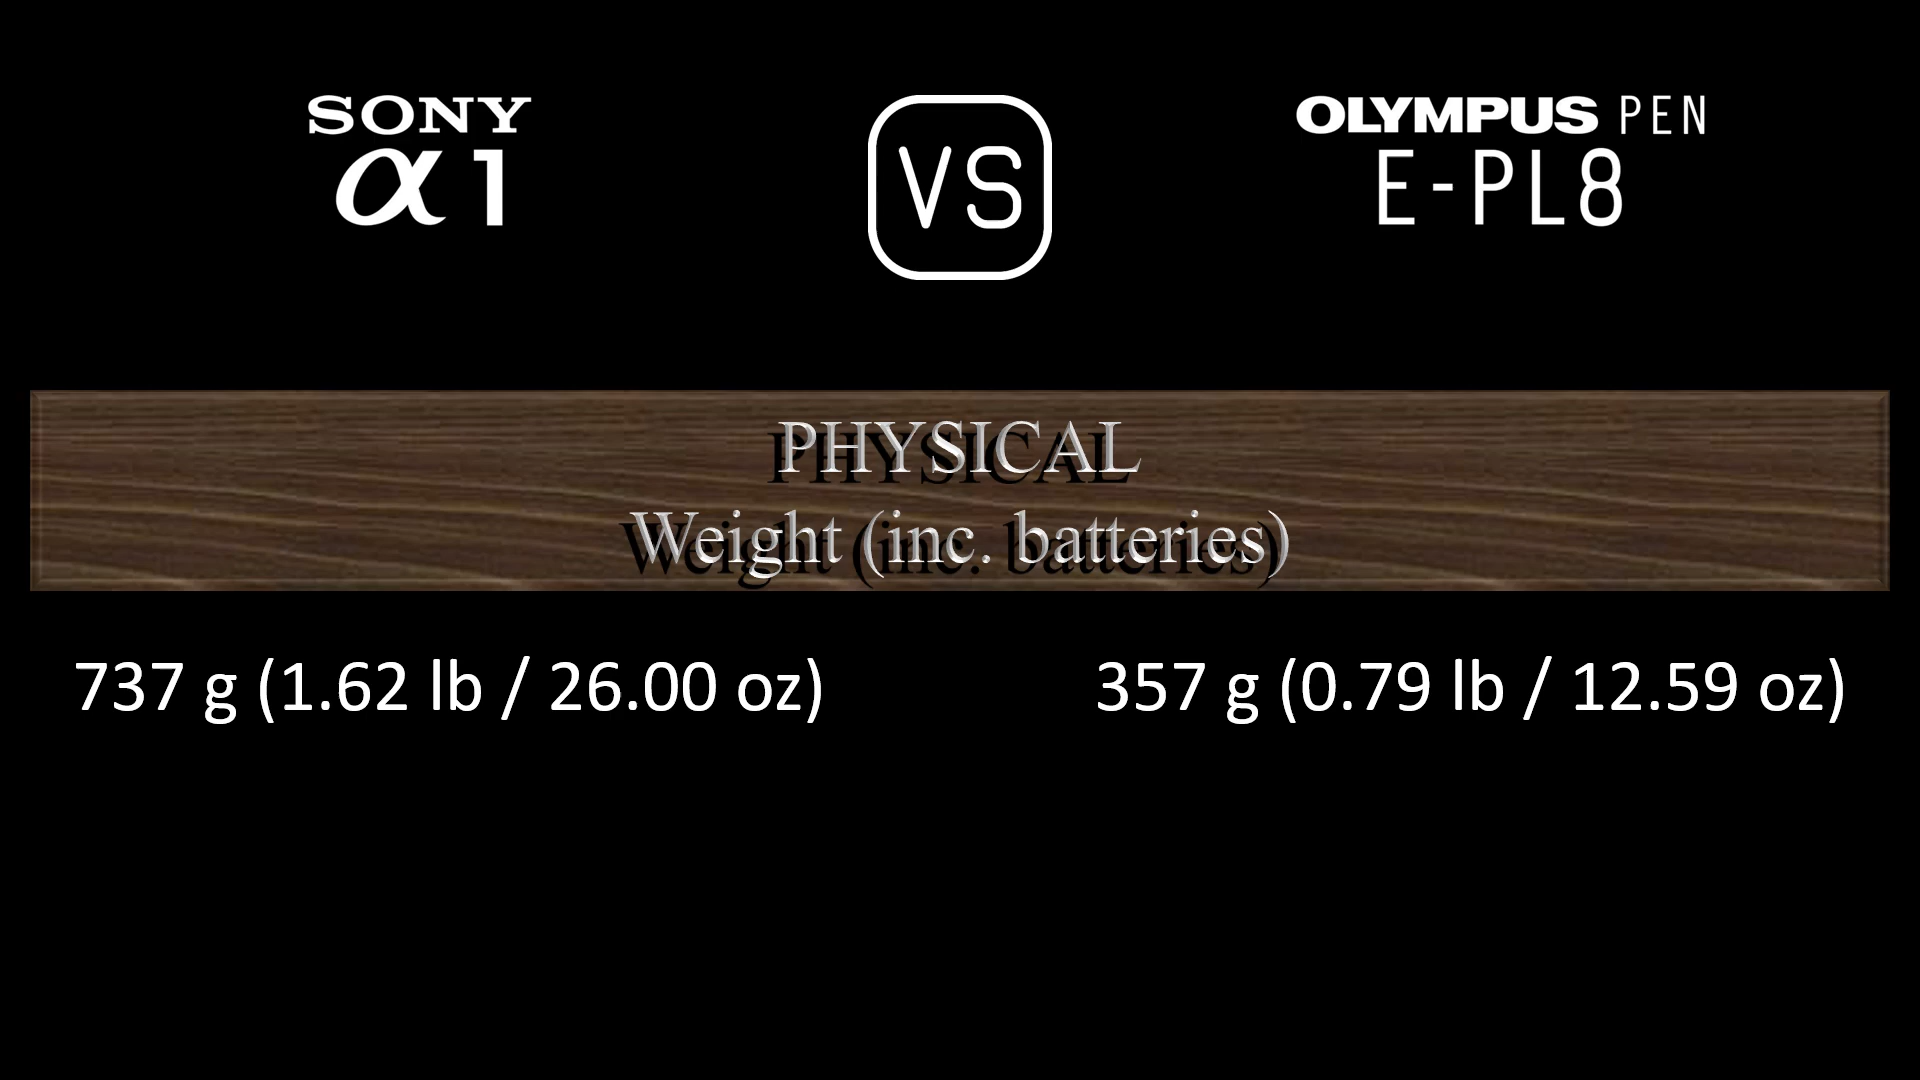 SONY
α1
VS
OLYMPUS PEN
E-PL8
PHYSICAL
Weight (inc. batteries)
737 g (1.62 lb / 26.00 oz)
357 g (0.79 lb / 12.59 oz)